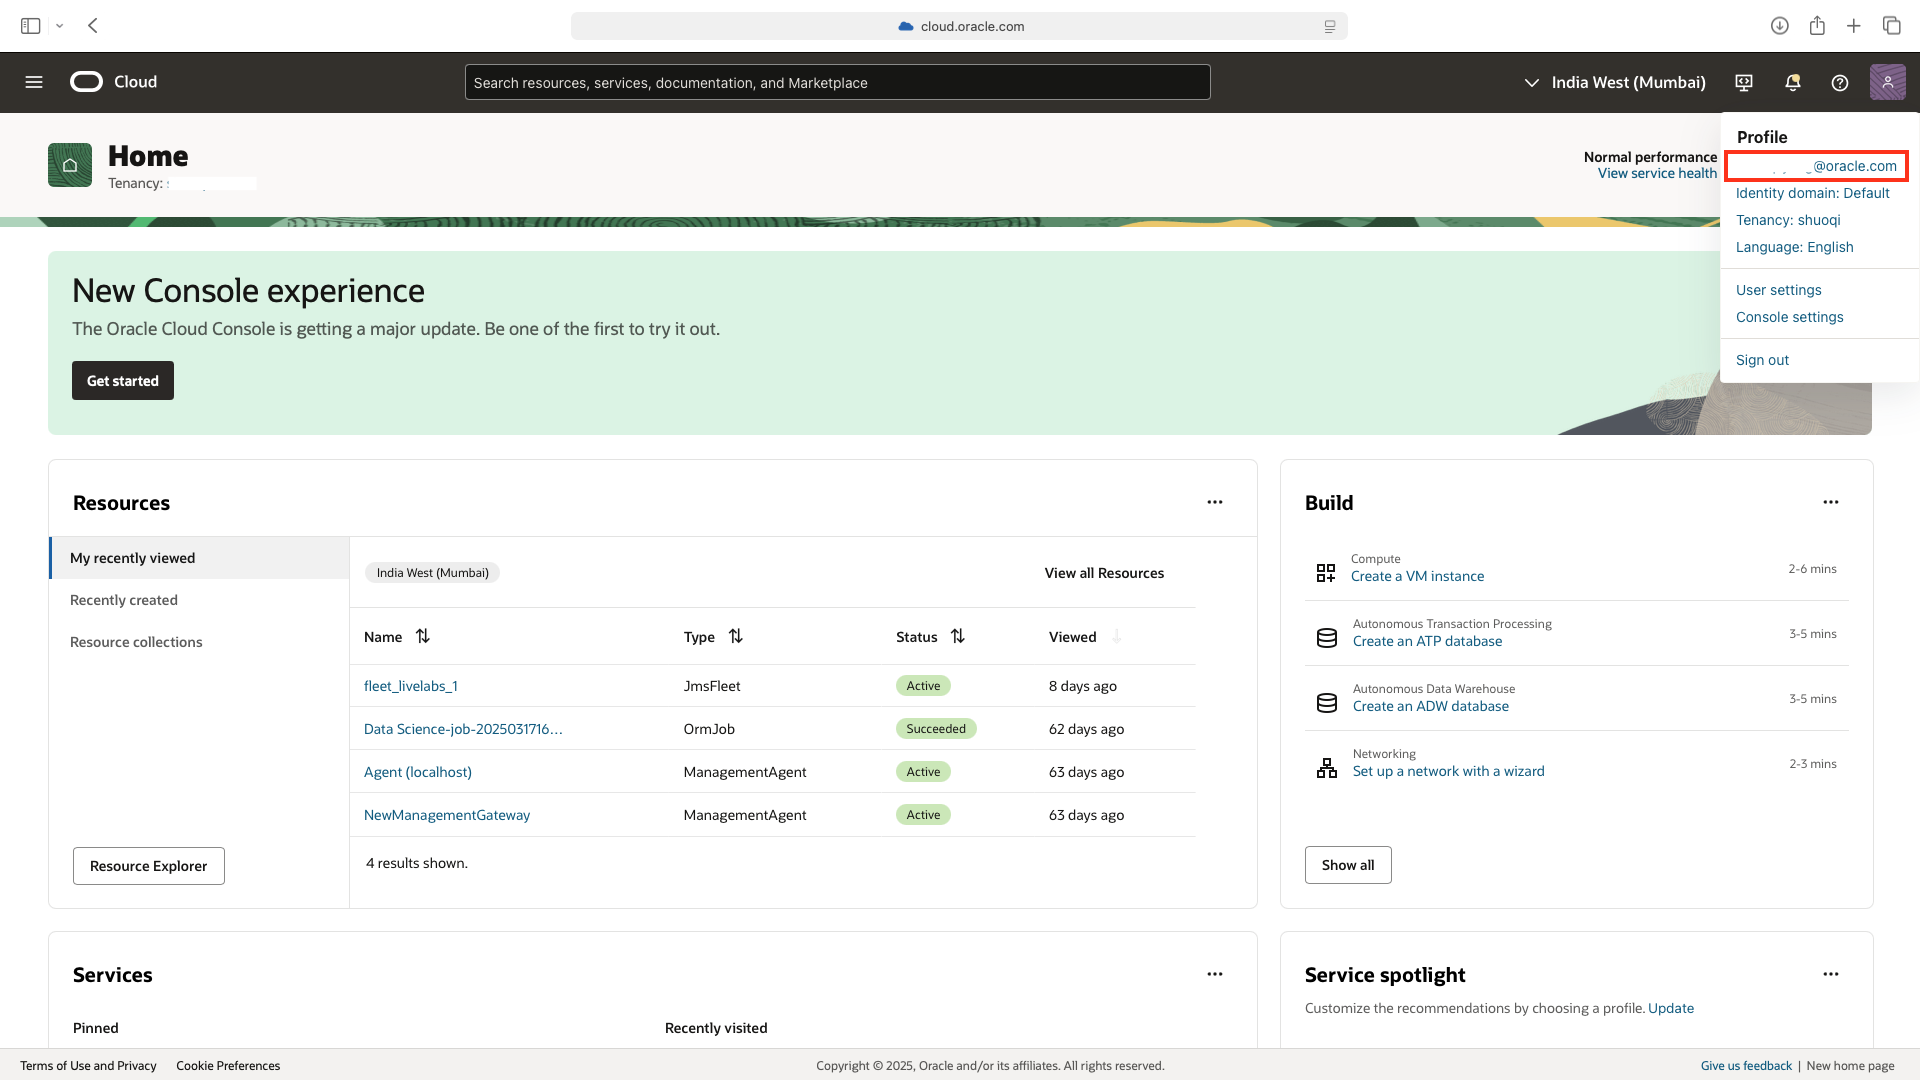 cloud.oracle.com
Cloud
Search resources, services, documentation, and Marketplace
India West (Mumbai)
Home
Tenancy:
Normal performance
View service health
Profile
@oracle.com
Identity domain: Default
Tenancy: shuoqi
Language: English
User settings
Console settings
Sign out
New Console experience
The Oracle Cloud Console is getting a major update. Be one of the first to try it out.
Get started
Resources
My recently viewed
Recently created
Resource collections
Resource Explorer
India West (Mumbai)
View all Resources
Name Type Status Viewed
fleet_livelabs_1 JmsFleet Active 8 days ago
Data Science-job-2025031716... OrmJob Succeeded 62 days ago
Agent (localhost) ManagementAgent Active 63 days ago
NewManagementGateway ManagementAgent Active 63 days ago
4 results shown.
Build
Compute
Create a VM instance 2-6 mins
Autonomous Transaction Processing
Create an ATP database 3-5 mins
Autonomous Data Warehouse
Create an ADW database 3-5 mins
Networking
Set up a network with a wizard 2-3 mins
Show all
Services
Pinned
Recently visited
Service spotlight
Customize the recommendations by choosing a profile. Update
Terms of Use and Privacy Cookie Preferences
Copyright © 2025, Oracle and/or its affiliates. All rights reserved.
Give us feedback | New home page